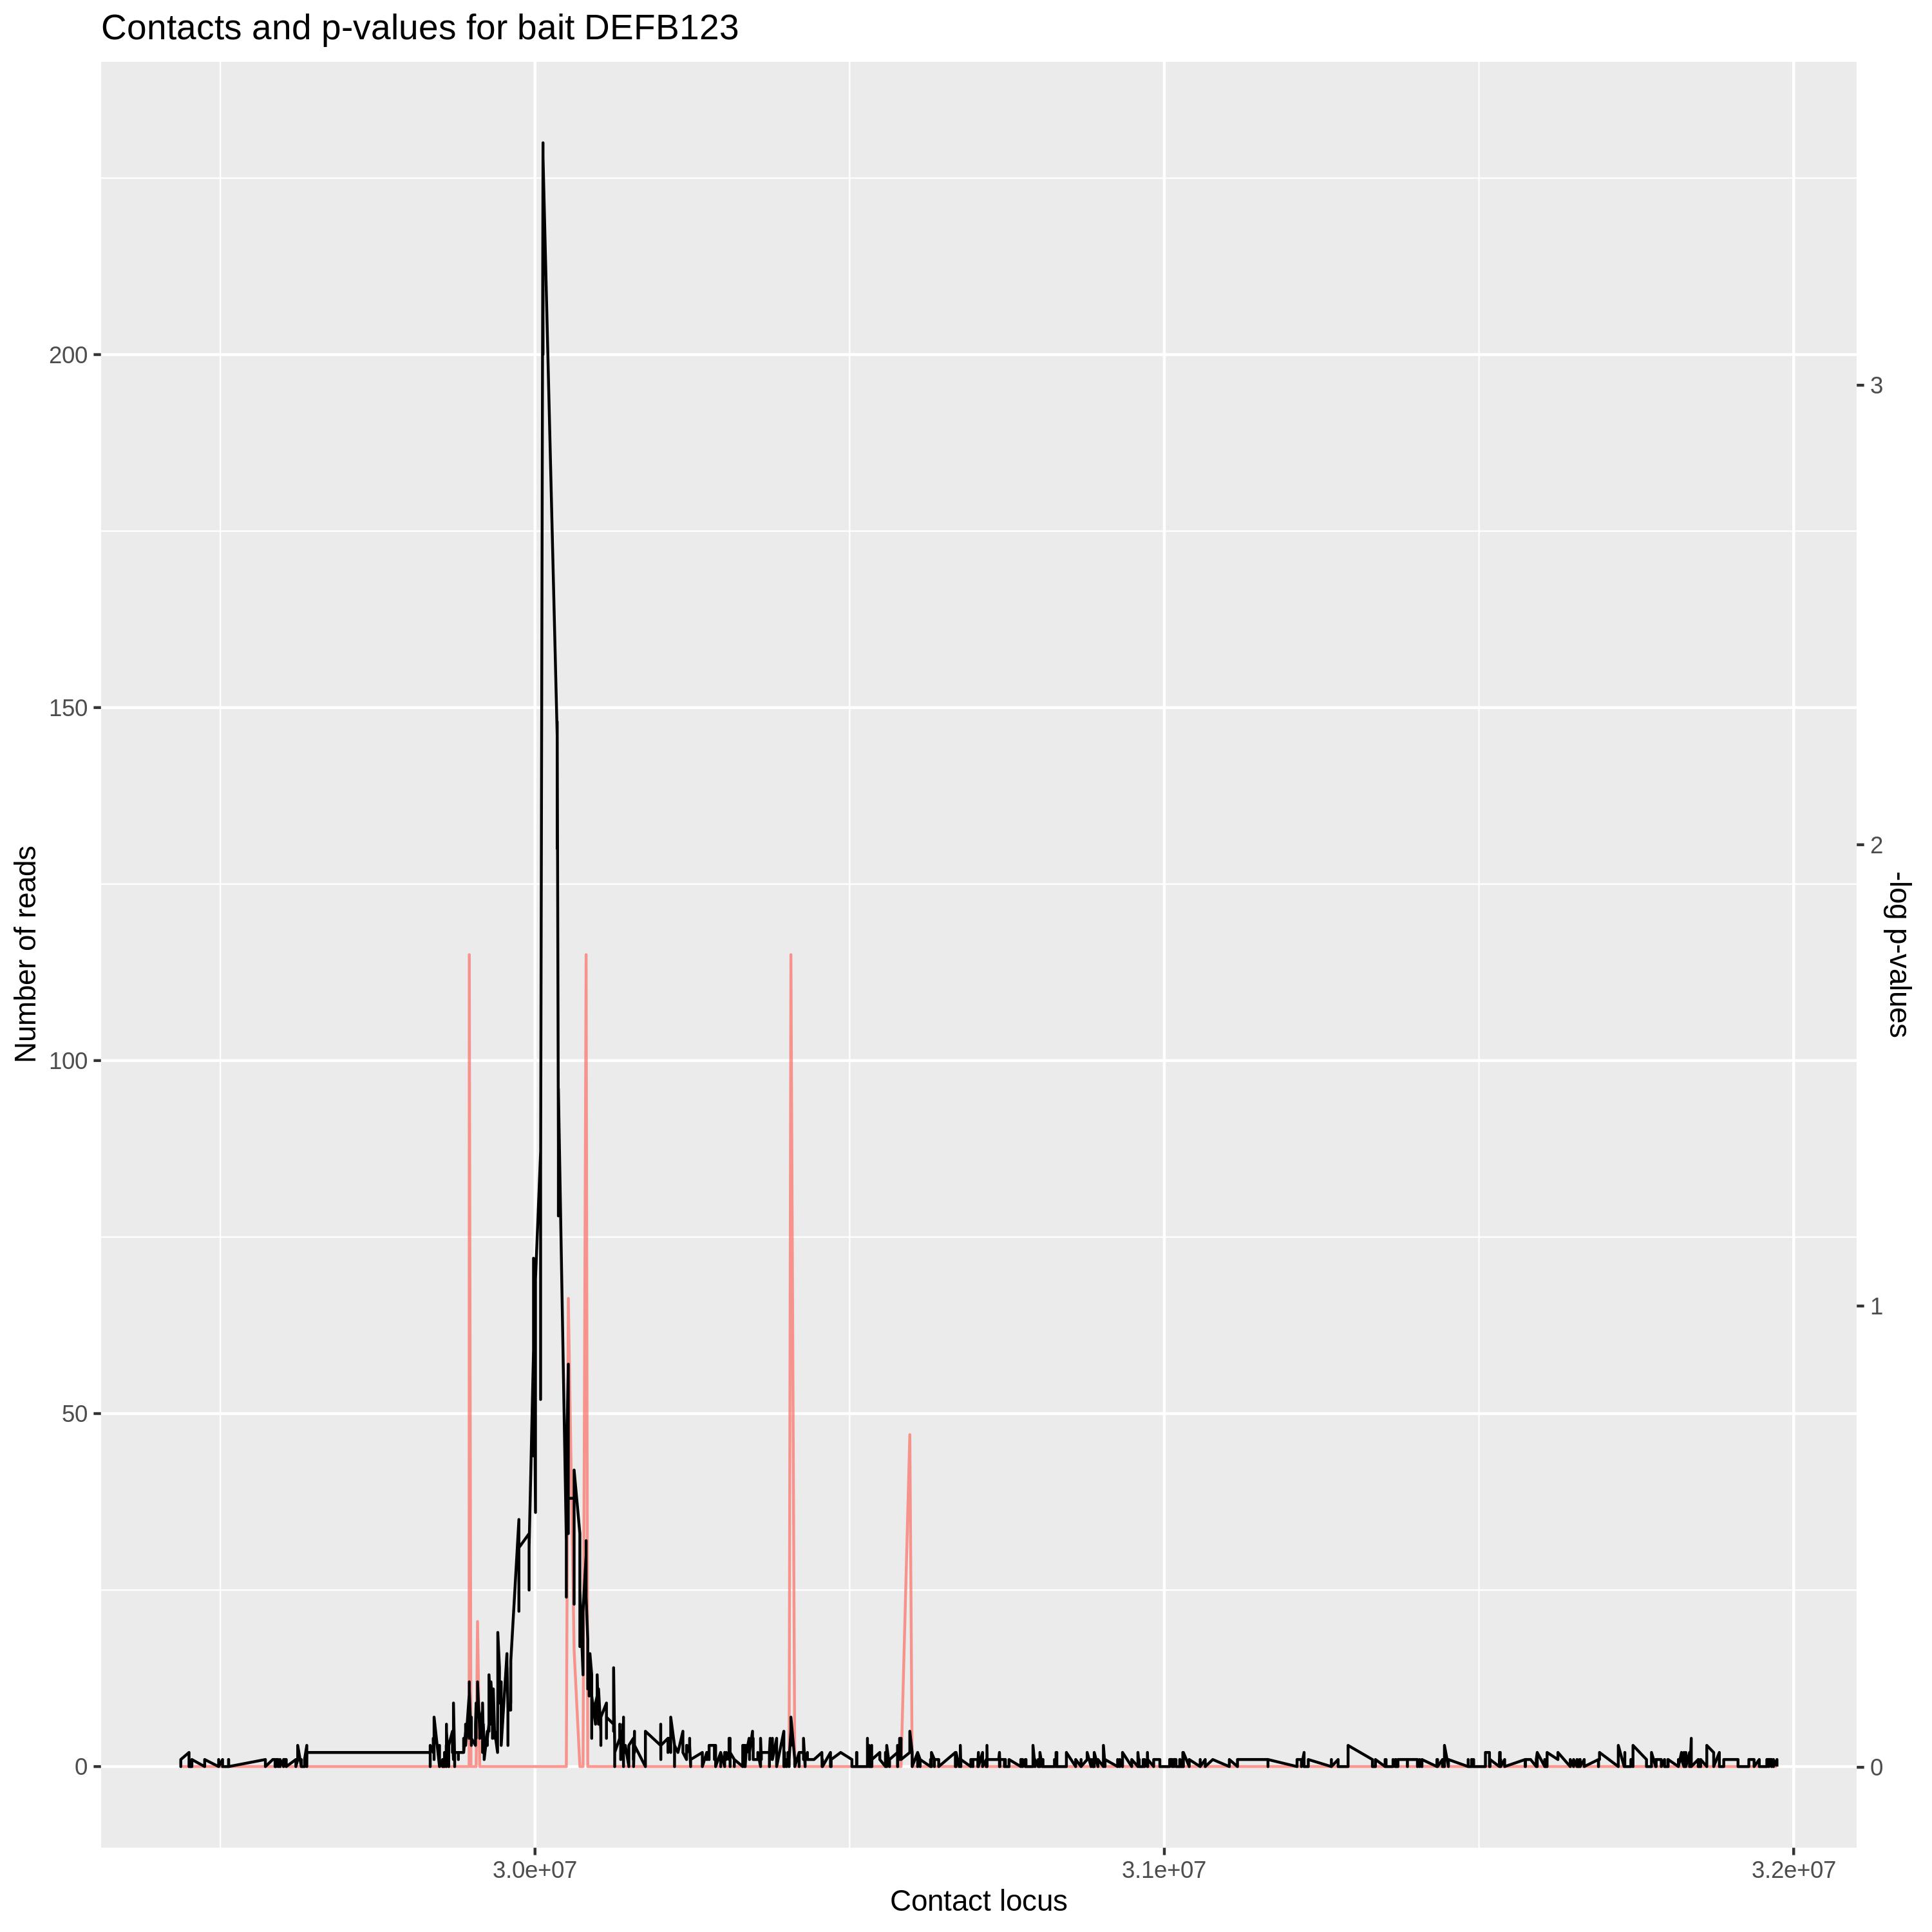 Contacts and p-values for bait DEFB123
Number of reads
200
150
100
50
0
3
2
1
0
-log p-values
3.0e+07
3.1e+07
3.2e+07
Contact locus